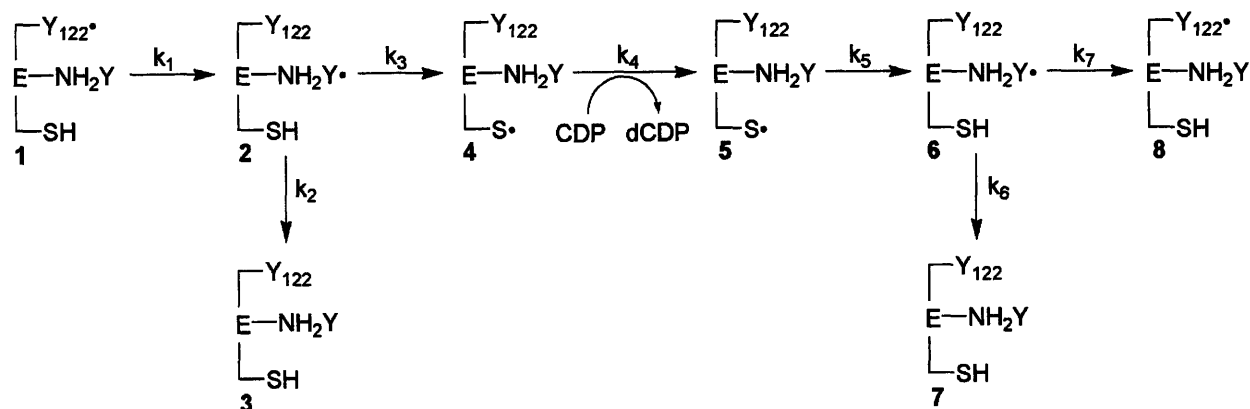 Y122• Y122 Y122 Y122 Y122 Y122•
E—NH2Y k1 E—NH2Y• k3 E—NH2Y k4 E—NH2Y k5 E—NH2Y• k7 E—NH2Y
SH SH S• CDP dCDP S• SH SH
1 2 4 5 6 8
k2 k6
Y122 Y122
E—NH2Y E—NH2Y
SH SH
3 7